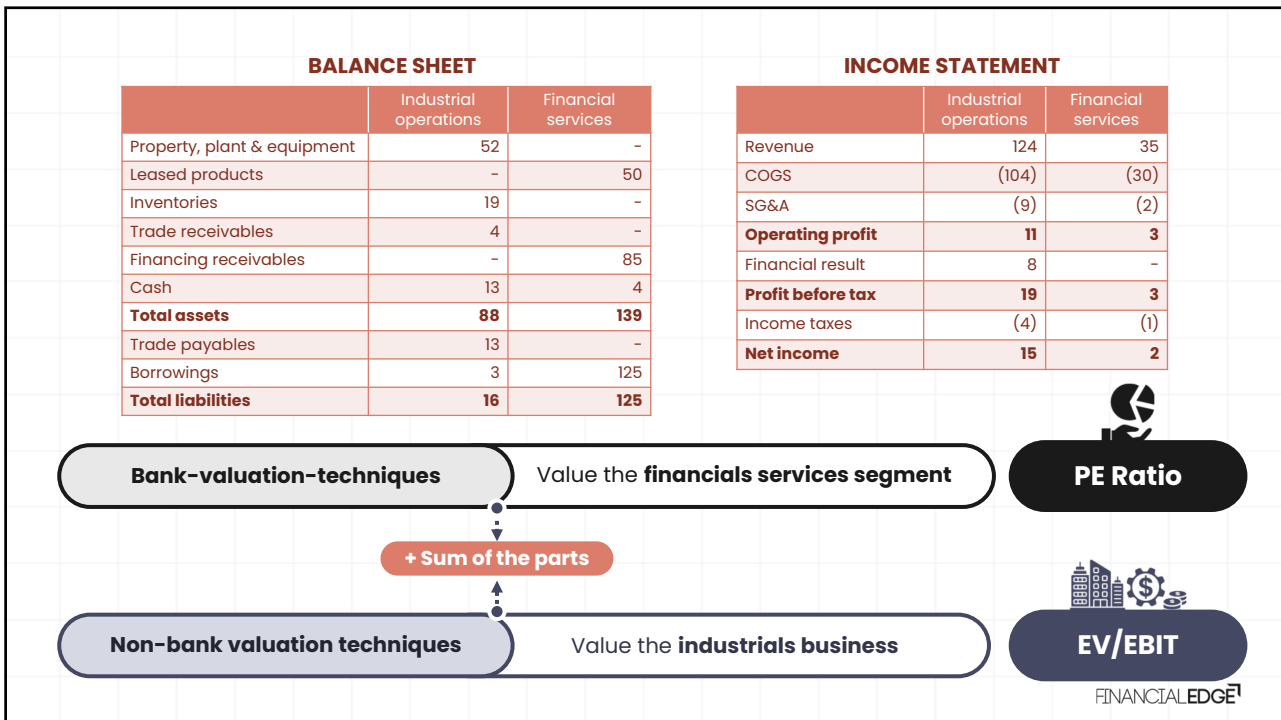 BALANCE SHEET
Industrial operations Financial services
Property, plant & equipment 52 -
Leased products - 50
Inventories 19 -
Trade receivables 4 -
Financing receivables - 85
Cash 13 4
Total assets 88 139
Trade payables 13 -
Borrowings 3 125
Total liabilities 16 125
INCOME STATEMENT
Industrial operations Financial services
Revenue 124 35
COGS (104) (30)
SG&A (9) (2)
Operating profit 11 3
Financial result 8 -
Profit before tax 19 3
Income taxes (4) (1)
Net income 15 2
Bank-valuation-techniques Value the financials services segment PE Ratio
+ Sum of the parts
$
Non-bank valuation techniques Value the industrials business EV/EBIT
FINANCIALEDGE